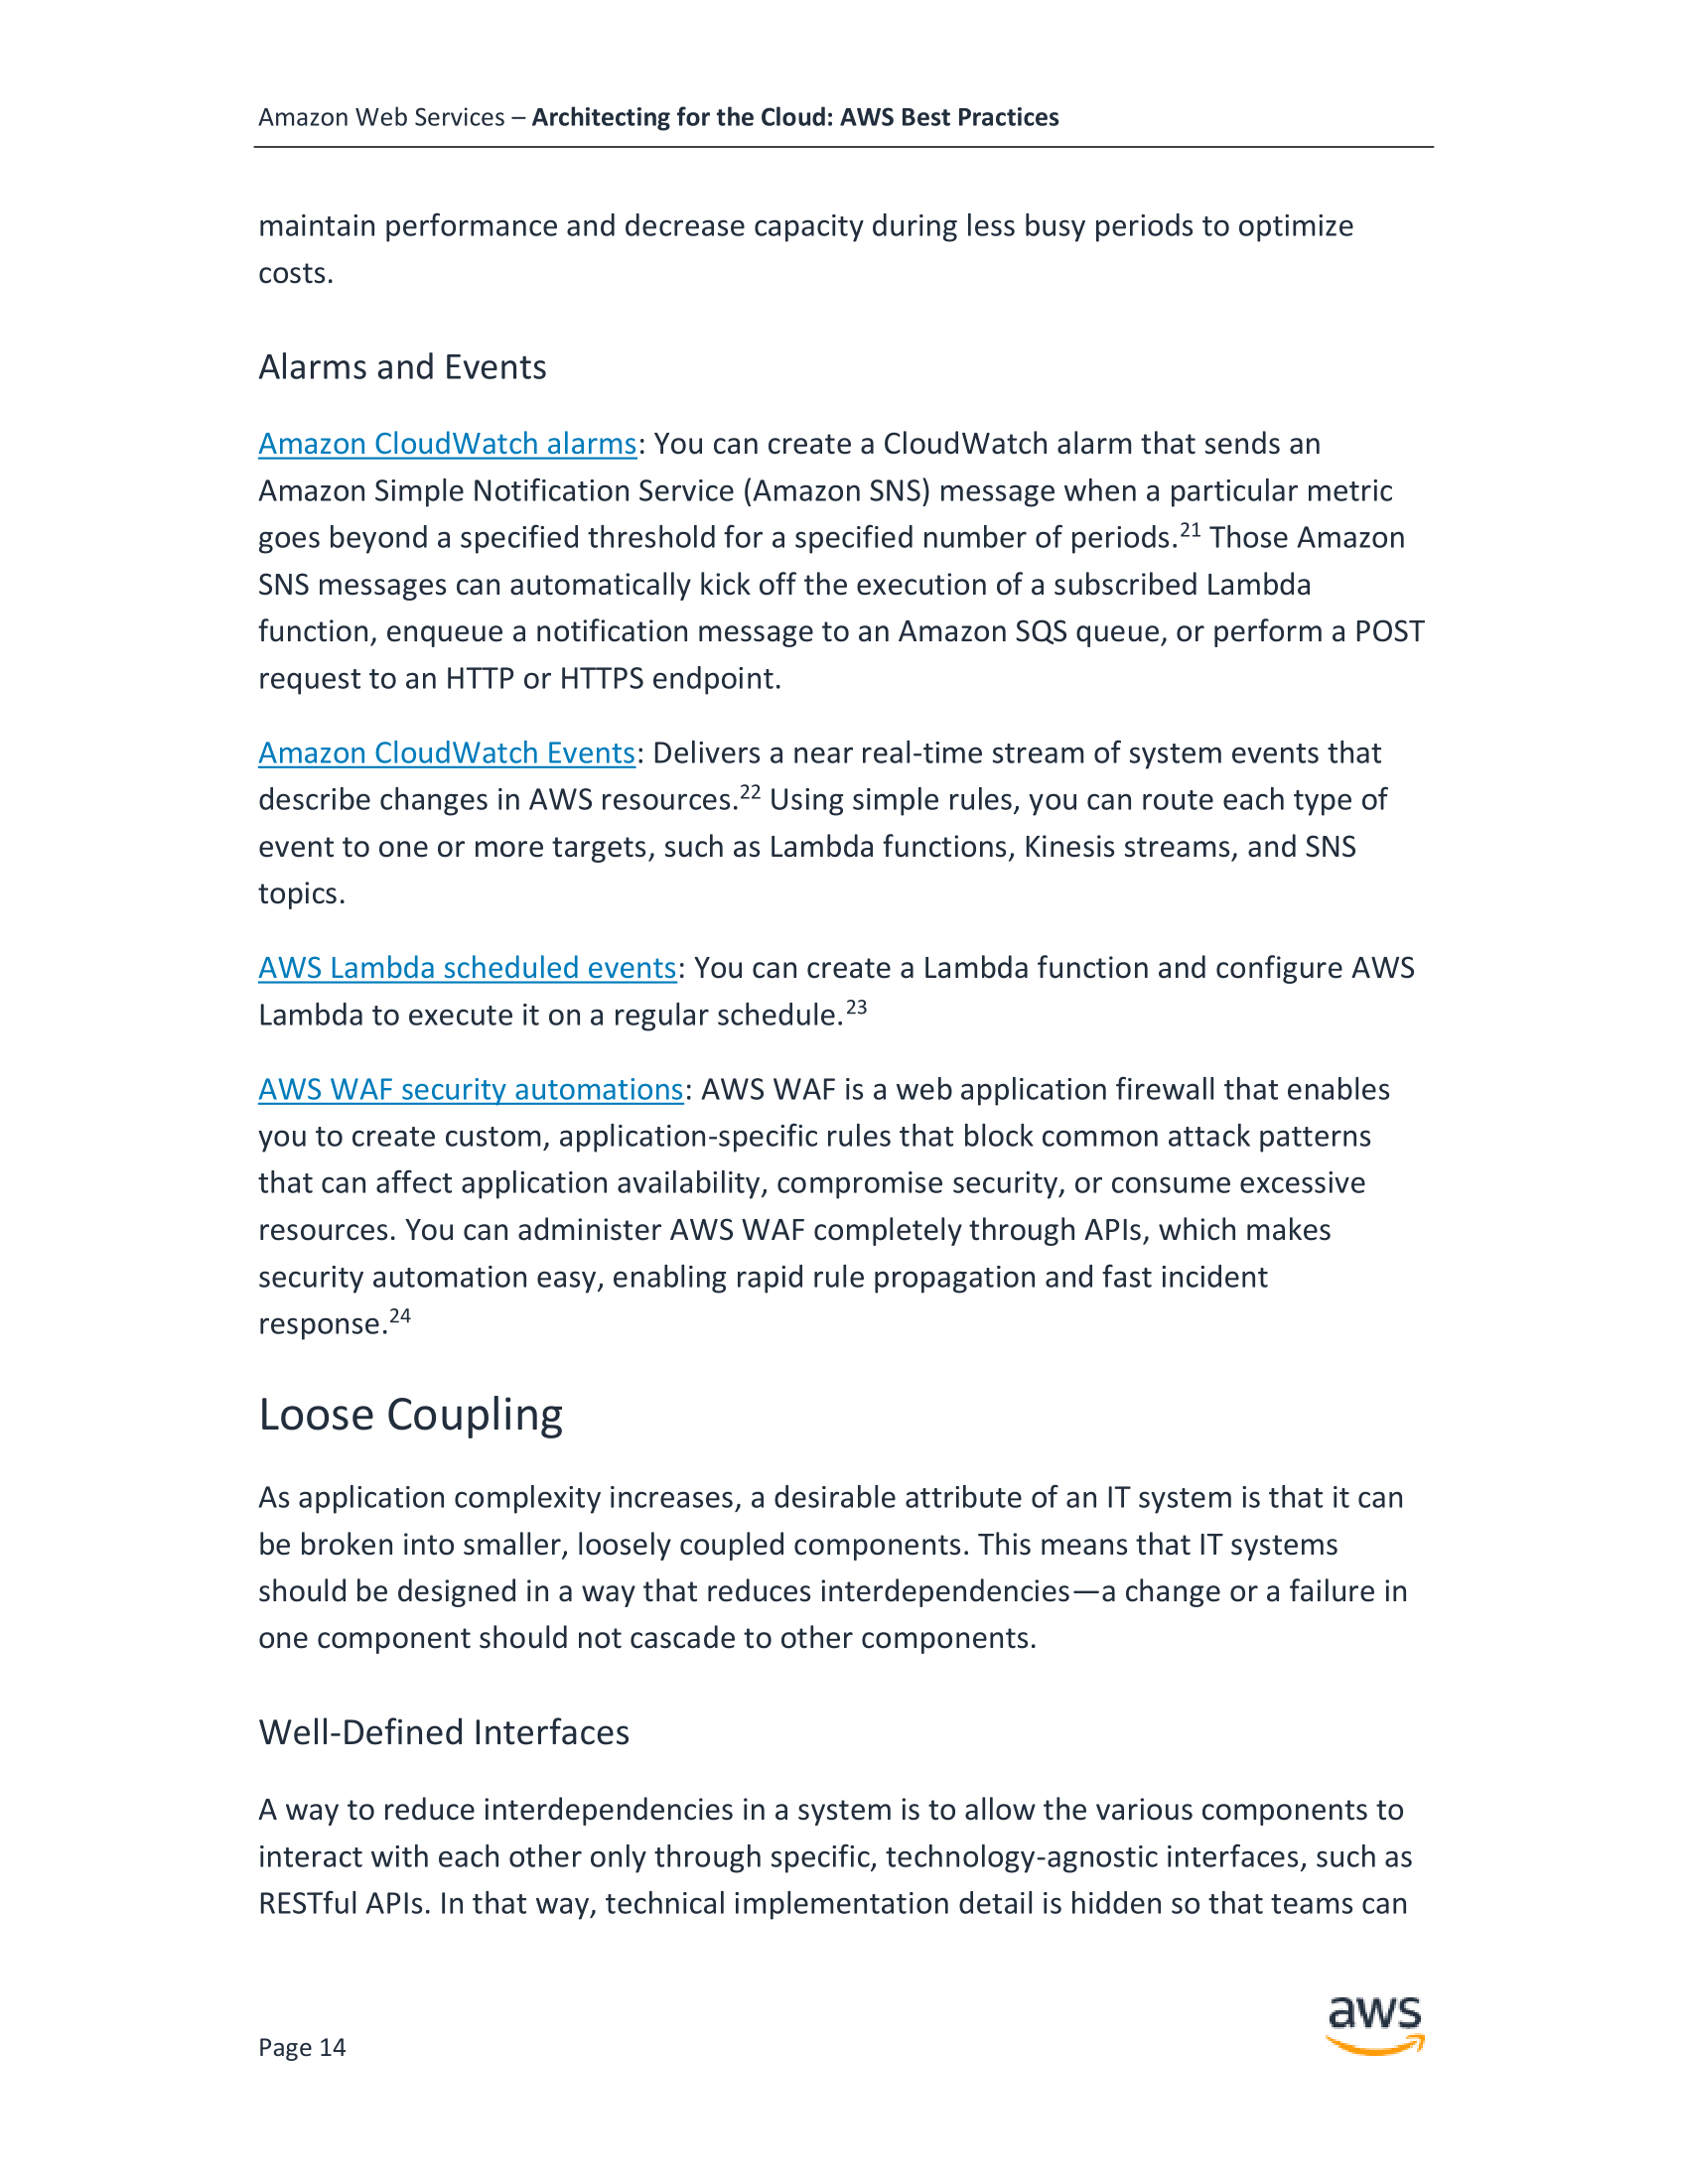 Amazon Web Services – Architecting for the Cloud: AWS Best Practices
maintain performance and decrease capacity during less busy periods to optimize
costs.
Alarms and Events
Amazon CloudWatch alarms: You can create a CloudWatch alarm that sends an
Amazon Simple Notification Service (Amazon SNS) message when a particular metric
goes beyond a specified threshold for a specified number of periods.21 Those Amazon
SNS messages can automatically kick off the execution of a subscribed Lambda
function, enqueue a notification message to an Amazon SQS queue, or perform a POST
request to an HTTP or HTTPS endpoint.
Amazon CloudWatch Events: Delivers a near real-time stream of system events that
describe changes in AWS resources.22 Using simple rules, you can route each type of
event to one or more targets, such as Lambda functions, Kinesis streams, and SNS
topics.
AWS Lambda scheduled events: You can create a Lambda function and configure AWS
Lambda to execute it on a regular schedule.23
AWS WAF security automations: AWS WAF is a web application firewall that enables
you to create custom, application-specific rules that block common attack patterns
that can affect application availability, compromise security, or consume excessive
resources. You can administer AWS WAF completely through APIs, which makes
security automation easy, enabling rapid rule propagation and fast incident
response.24
Loose Coupling
As application complexity increases, a desirable attribute of an IT system is that it can
be broken into smaller, loosely coupled components. This means that IT systems
should be designed in a way that reduces interdependencies—a change or a failure in
one component should not cascade to other components.
Well-Defined Interfaces
A way to reduce interdependencies in a system is to allow the various components to
interact with each other only through specific, technology-agnostic interfaces, such as
RESTful APIs. In that way, technical implementation detail is hidden so that teams can
aws
Page 14